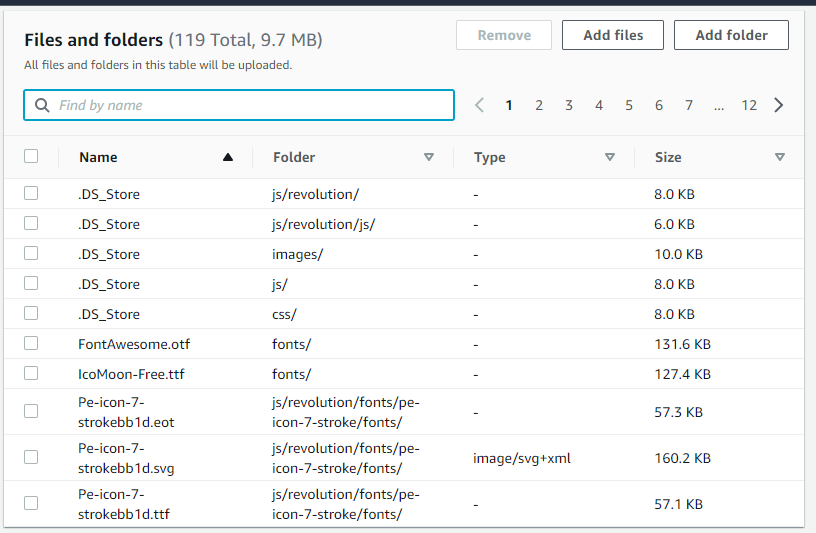 Files and folders (119 Total, 9.7 MB)
Remove
Add files
Add folder
All files and folders in this table will be uploaded.
Find by name
1 2 3 4 5 6 7 ... 12
Name Folder Type Size
.DS_Store js/revolution/ - 8.0 KB
.DS_Store js/revolution/js/ - 6.0 KB
.DS_Store images/ - 10.0 KB
.DS_Store js/ - 8.0 KB
.DS_Store css/ - 8.0 KB
FontAwesome.otf fonts/ - 131.6 KB
IcoMoon-Free.ttf fonts/ - 127.4 KB
Pe-icon-7-
strokebb1d.eot
js/revolution/fonts/pe-
icon-7-stroke/fonts/
-
57.3 KB
Pe-icon-7-
strokebb1d.svg
js/revolution/fonts/pe-
icon-7-stroke/fonts/
image/svg+xml
160.2 KB
Pe-icon-7-
strokebb1d.ttf
js/revolution/fonts/pe-
icon-7-stroke/fonts/
-
57.1 KB